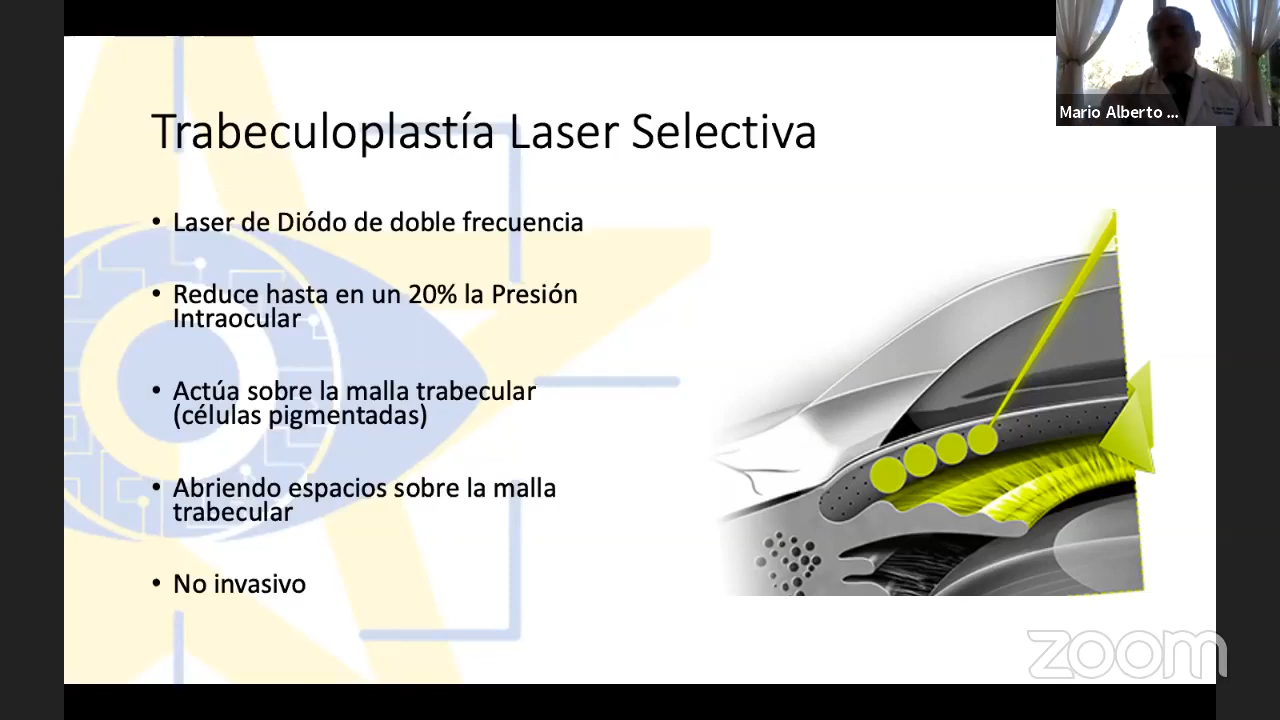 Trabeculoplastía Laser Selectiva
• Laser de Diódo de doble frecuencia
• Reduce hasta en un 20% la Presión
Intraocular
• Actúa sobre la malla trabecular
(células pigmentadas)
• Abriendo espacios sobre la malla
trabecular
• No invasivo
Mario Alberto ...
zoom